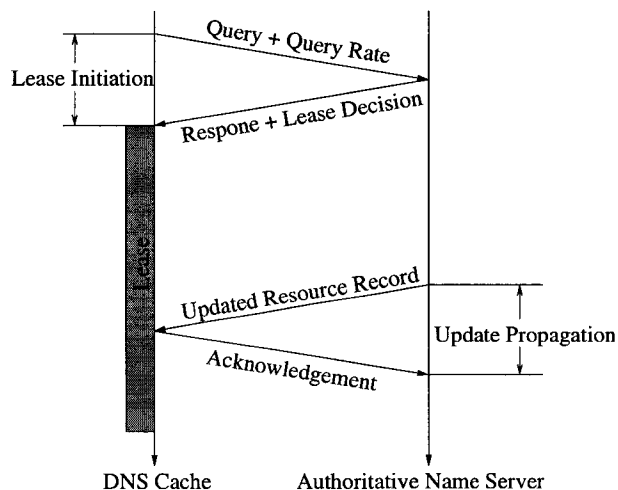 Query + Query Rate
Lease Initiation
Respone + Lease Decision
Lease
Updated Resource Record
Update Propagation
Acknowledgement
DNS Cache
Authoritative Name Server